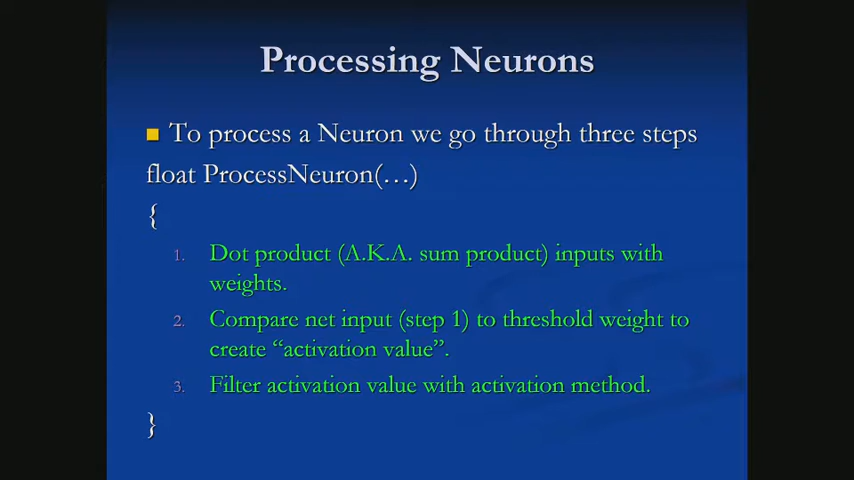 Processing Neurons
To process a Neuron we go through three steps
float ProcessNeuron(…)
{
1. Dot product (A.K.A. sum product) inputs with
weights.
2. Compare net input (step 1) to threshold weight to
create “activation value”.
3. Filter activation value with activation method.
}